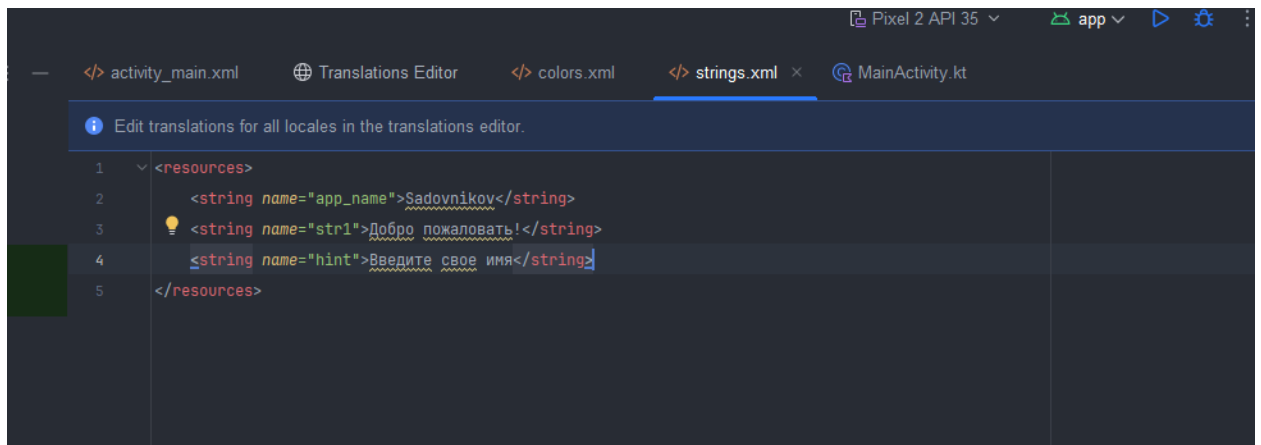 Pixel 2 API 35 app
activity_main.xml Translations Editor colors.xml strings.xml MainActivity.kt
Edit translations for all locales in the translations editor.
1 <resources>
2 <string name="app_name">Sadovnikov</string>
3 <string name="str1">Добро пожаловать!</string>
4 <string name="hint">Введите свое имя</string>
5 </resources>